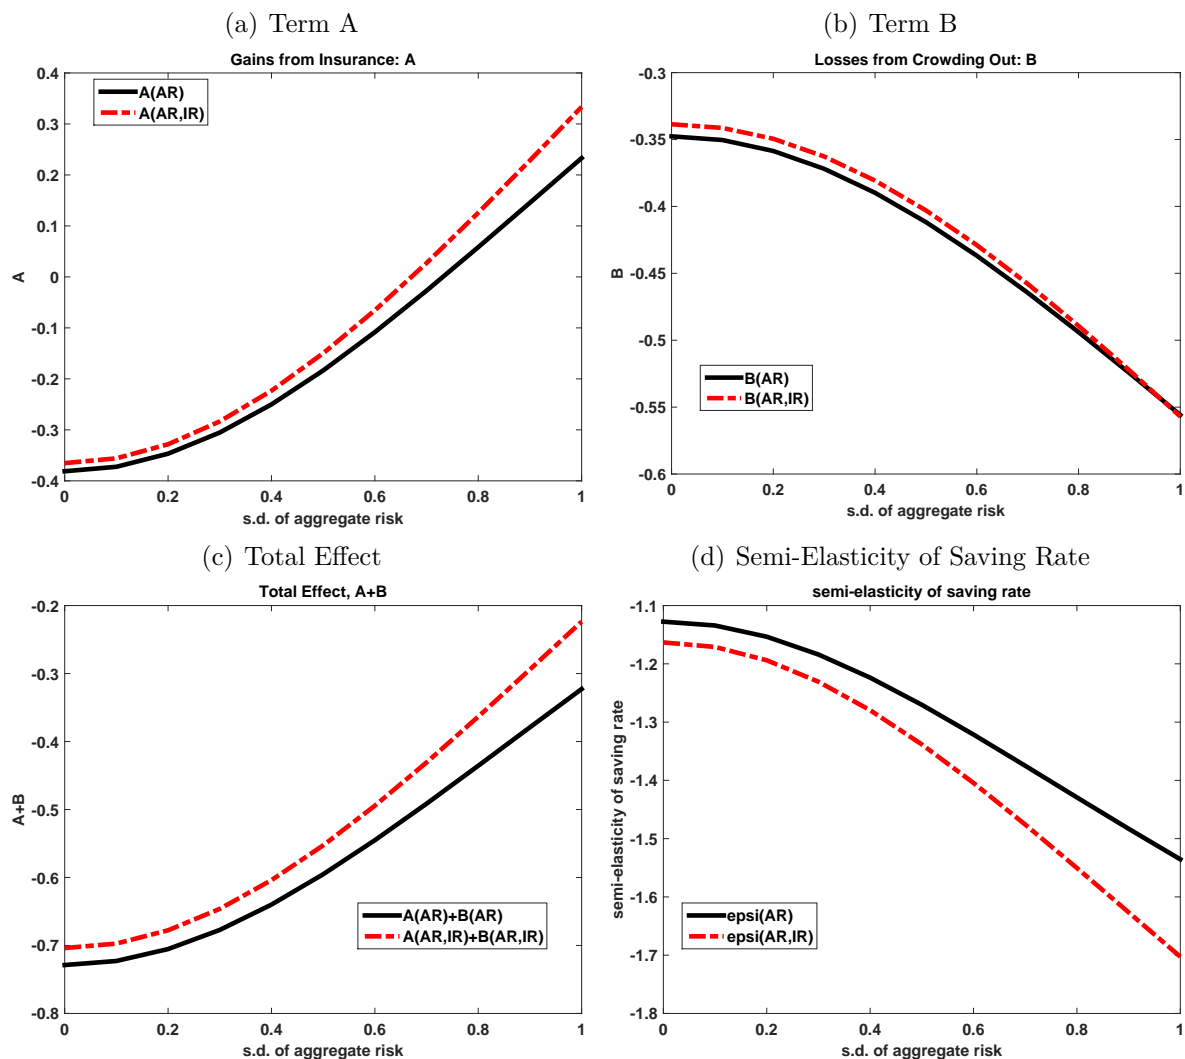 (a) Term A
Gains from Insurance: A
A(AR)
A(AR,IR)
0.4
0.3
0.2
0.1
0
-0.1
-0.2
-0.3
-0.4
A
0
0.2
0.4
0.6
0.8
1
s.d. of aggregate risk
(b) Term B
Losses from Crowding Out: B
-0.3
-0.35
-0.4
-0.45
-0.5
-0.55
-0.6
B
B(AR)
B(AR,IR)
0
0.2
0.4
0.6
0.8
1
s.d. of aggregate risk
(c) Total Effect
Total Effect, A+B
-0.2
-0.3
-0.4
-0.5
-0.6
-0.7
-0.8
A+B
A(AR)+B(AR)
A(AR,IR)+B(AR,IR)
0
0.2
0.4
0.6
0.8
1
s.d. of aggregate risk
(d) Semi-Elasticity of Saving Rate
semi-elasticity of saving rate
-1.1
-1.2
-1.3
-1.4
-1.5
-1.6
-1.7
-1.8
semi-elasticity of saving rate
epsi(AR)
epsi(AR,IR)
0
0.2
0.4
0.6
0.8
1
s.d. of aggregate risk